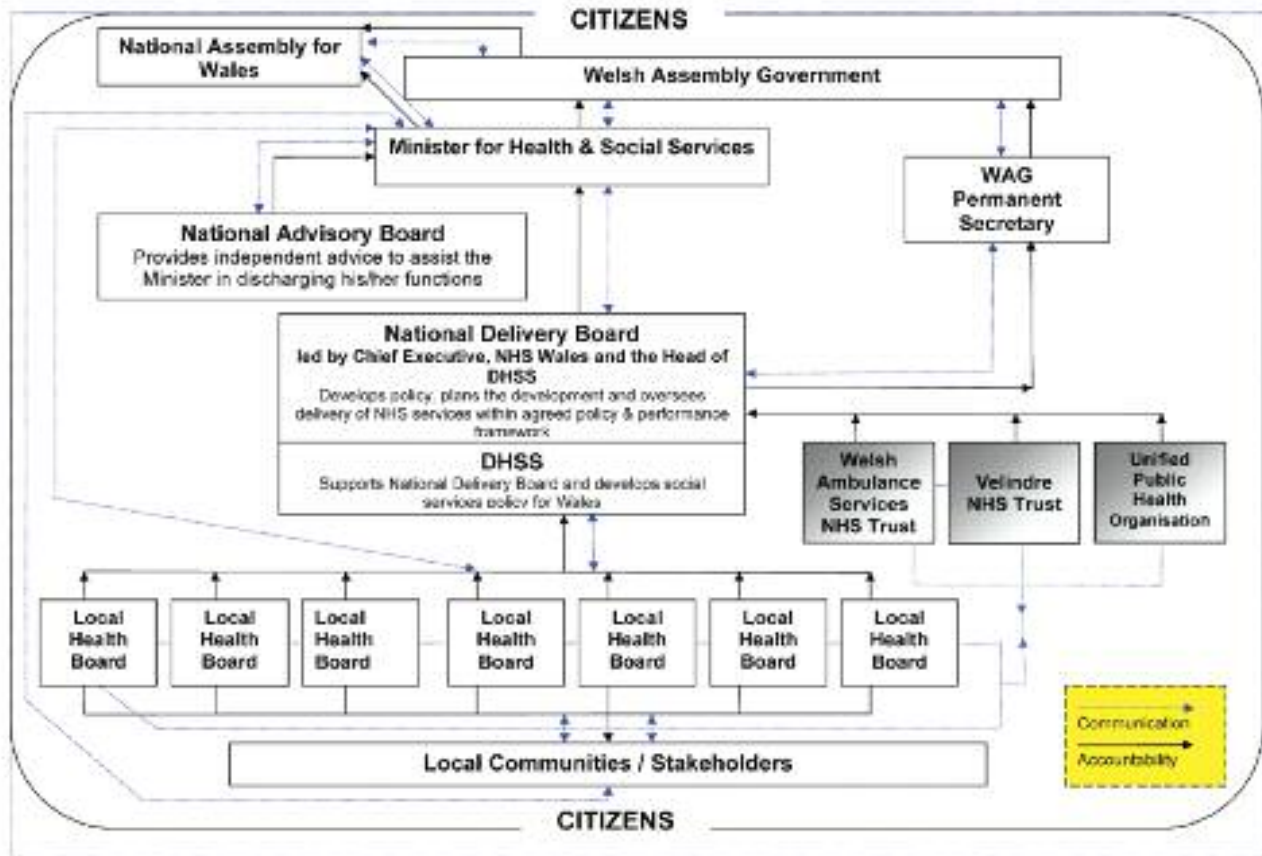 CITIZENS
National Assembly for
Wales
Welsh Assembly Government
Minister for Health & Social Services
WAG
Permanent
Secretary
National Advisory Board
Provides independent advice to assist the
Minister in discharging his/her functions
National Delivery Board
led by Chief Executive, NHS Wales and the Head of
DHSS
Develops policy, plans the development and oversees
delivery of NHS services within agreed policy & performance
framework
DHSS
Supports National Delivery Board and develops social
services policy for Wales
Welsh
Ambulance
Services
NHS Trust
Velindre
NHS Trust
Unified
Public
Health
Organisation
Local
Health
Board
Local
Health
Board
Local
Health
Board
Local
Health
Board
Local
Health
Board
Local
Health
Board
Local
Health
Board
Communication
Accountability
Local Communities / Stakeholders
CITIZENS